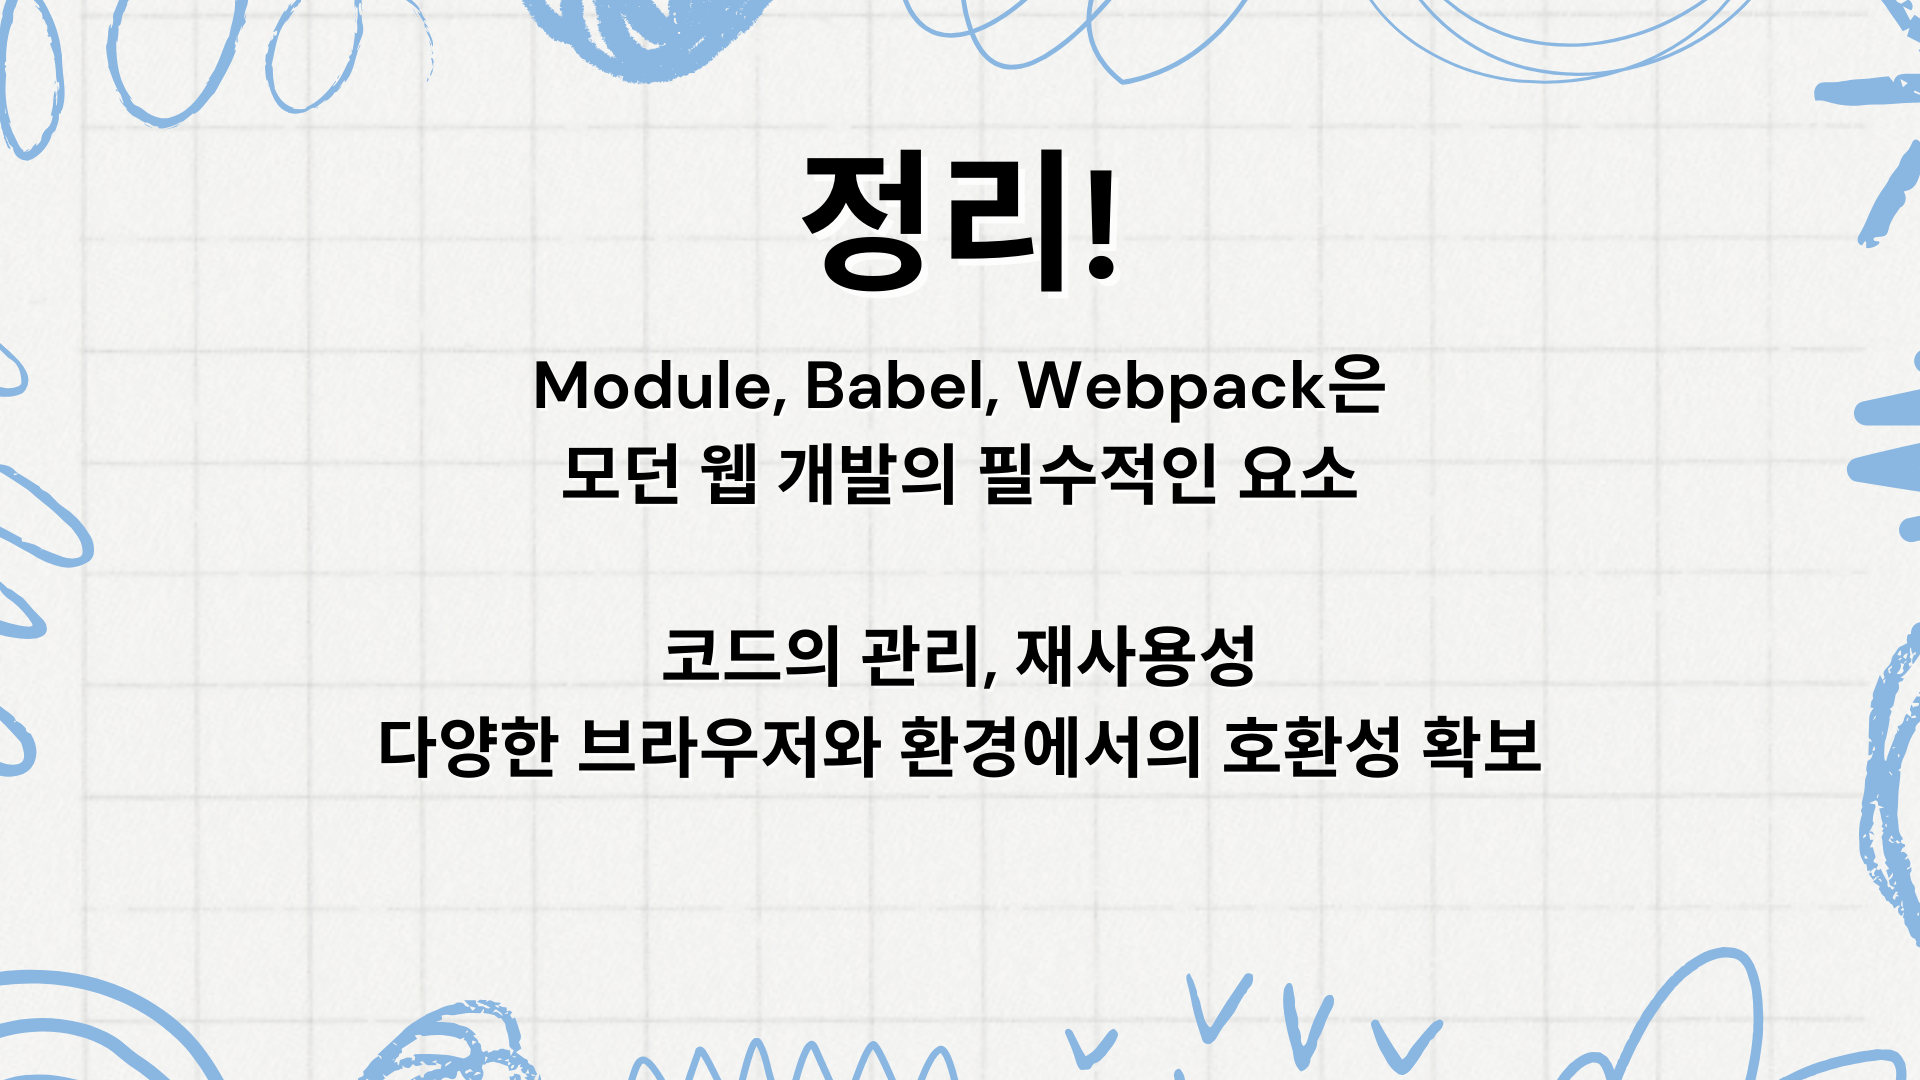 정리!
Module, Babel, Webpack은
모던 웹 개발의 필수적인 요소
코드의 관리, 재사용성
다양한 브라우저와 환경에서의 호환성 확보